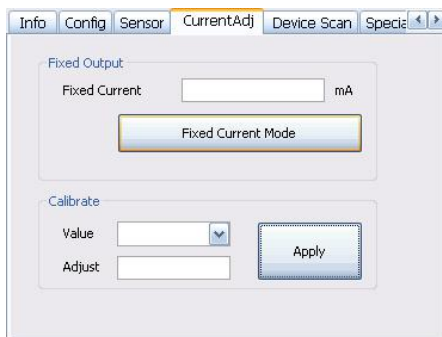 Info Config Sensor CurrentAdj Device Scan Specia
Fixed Output
Fixed Current mA
Fixed Current Mode
Calibrate
Value
Adjust
Apply